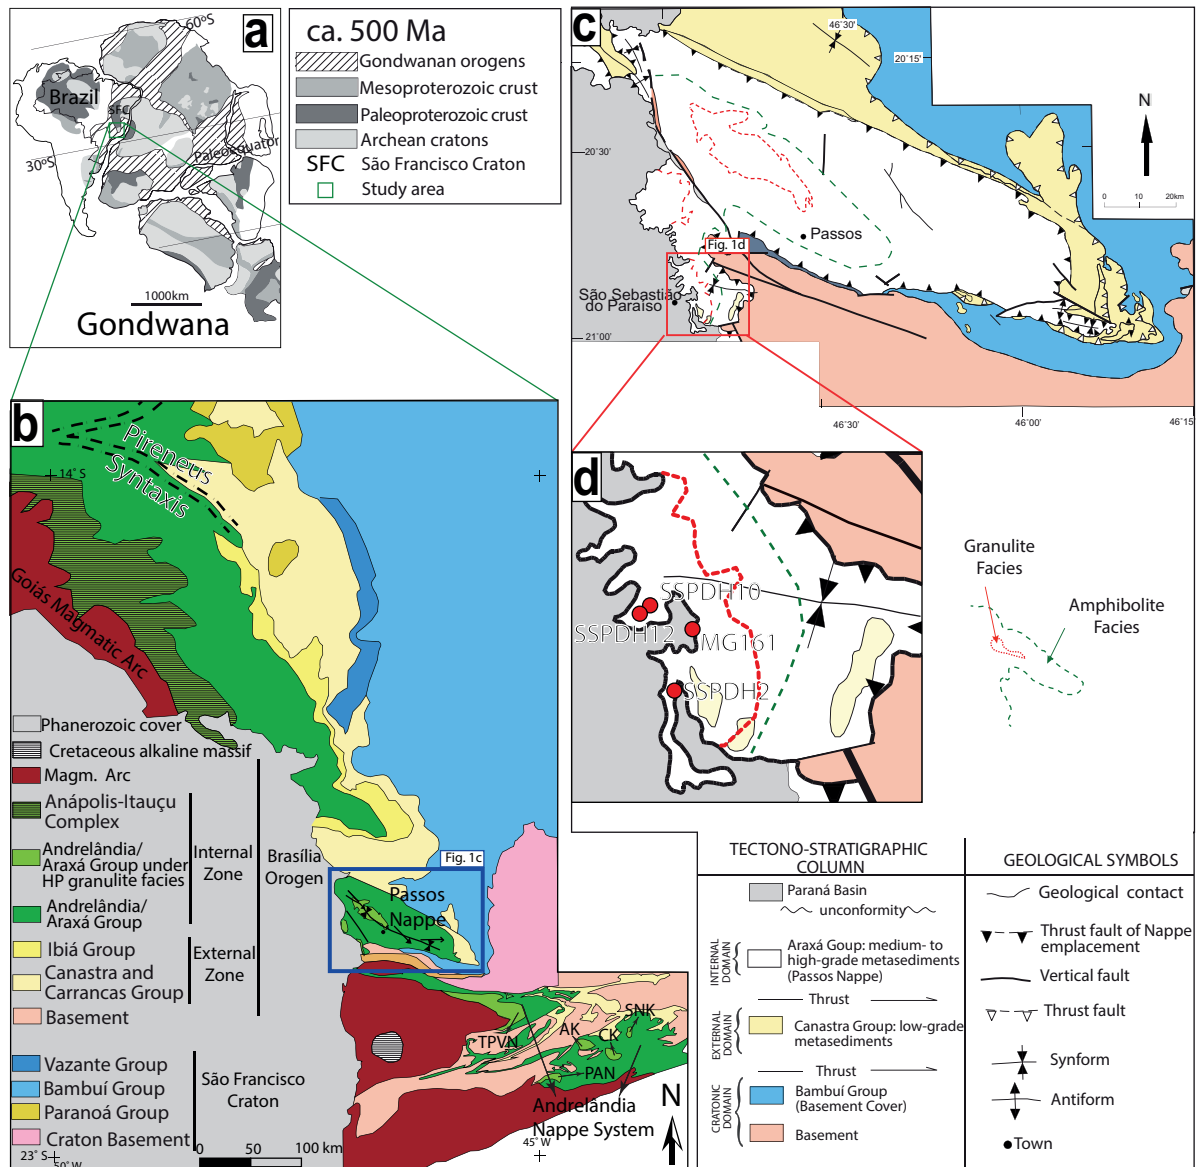 a
60ºS
Brazil
SFC
30ºS
Paleoequator
1000km
Gondwana
ca. 500 Ma
Gondwanan orogens
Mesoproterozoic crust
Paleoproterozoic crust
Archean cratons
SFC São Francisco Craton
Study area
c
46°30'
20°15'
N
0 10 20km
20°30'
Passos
Fig. 1d
São Sebastião
do Paraíso
21°00'
46°30'
46°00'
46°15'
b
Pireneus
Syntaxis
14°S
Goiás Magmatic Arc
Phanerozoic cover
Cretaceous alkaline massif
Magm. Arc
Anápolis-Itauçu
Complex
Andrelândia/
Araxá Group under
HP granulite facies
Andrelândia/
Araxá Group
Internal
Zone
Ibiá Group
Canastra and
Carrancas Group
External
Zone
Basement
Brasília
Orogen
Vazante Group
Bambuí Group
Paranoá Group
Craton Basement
São Francisco
Craton
Fig. 1c
Passos
Nappe
SNK
AK
CK
TPVN
PAN
Andrelândia
Nappe System
N
0 50 100 km
23°S
50°W
45°W
d
SSPDH10
SSPDH12
MG161
SSPDH2
Granulite
Facies
Amphibolite
Facies
TECTONO-STRATIGRAPHIC
COLUMN
Paraná Basin
unconformity
INTERNAL
DOMAIN
Araxá Goup: medium- to
high-grade metasediments
(Passos Nappe)
Thrust
EXTERNAL
DOMAIN
Canastra Group: low-grade
metasediments
Thrust
CRATONIC
DOMAIN
Bambuí Group
(Basement Cover)
Basement
GEOLOGICAL SYMBOLS
Geological contact
Thrust fault of Nappe
emplacement
Vertical fault
Thrust fault
Synform
Antiform
Town